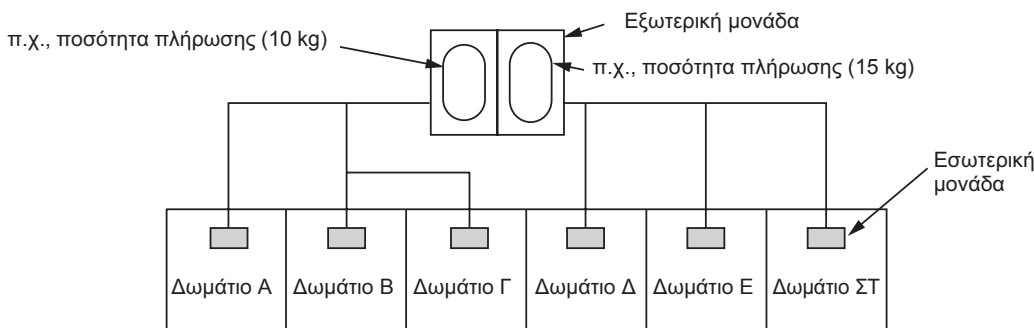 Εξωτερική μονάδα
π.χ., ποσότητα πλήρωσης (10 kg)
π.χ., ποσότητα πλήρωσης (15 kg)
Εσωτερική
μονάδα
Δωμάτιο Α
Δωμάτιο Β
Δωμάτιο Γ
Δωμάτιο Δ
Δωμάτιο Ε
Δωμάτιο ΣΤ